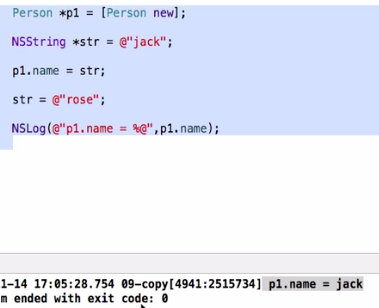 Person *p1 = [Person new];
NSString *str = @"jack";
p1.name = str;
str = @"rose";
NSLog(@"p1.name = %@",p1.name);
1-14 17:05:28.754 09-copy[4941:2515734] p1.name = jack
m ended with exit code: 0